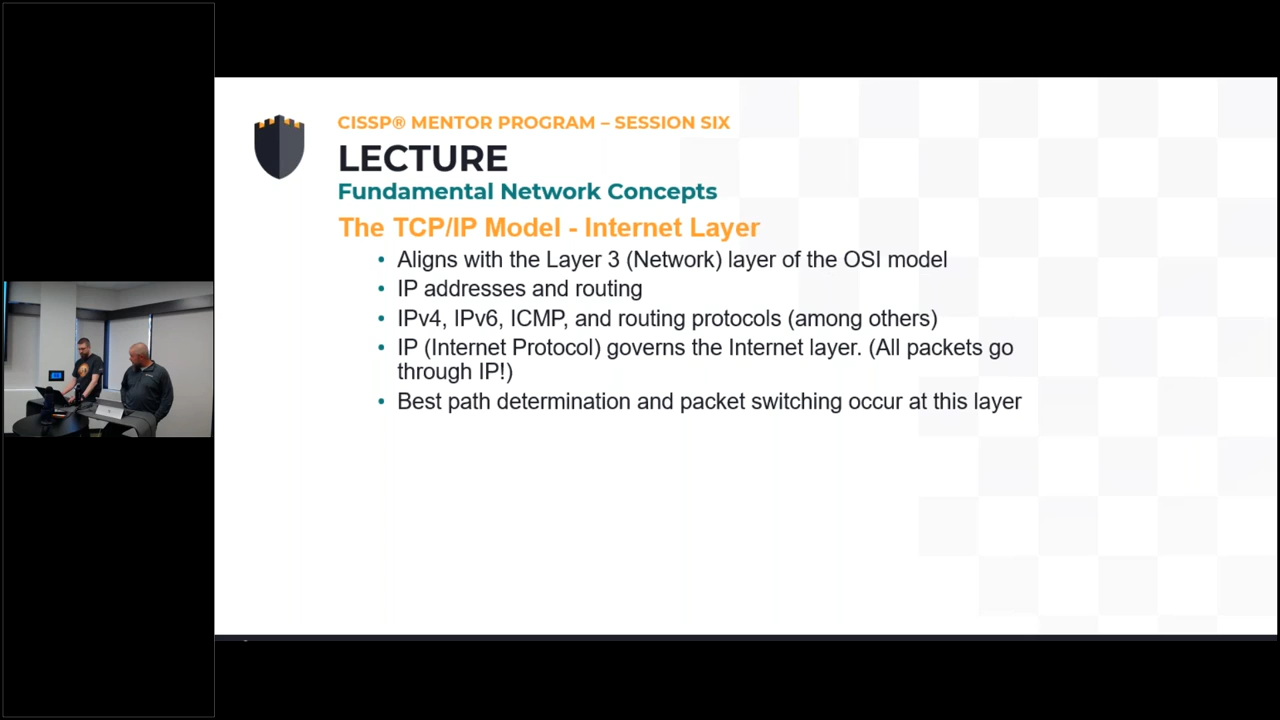 CISSP® MENTOR PROGRAM – SESSION SIX
LECTURE
Fundamental Network Concepts
The TCP/IP Model - Internet Layer
• Aligns with the Layer 3 (Network) layer of the OSI model
• IP addresses and routing
• IPv4, IPv6, ICMP, and routing protocols (among others)
• IP (Internet Protocol) governs the Internet layer. (All packets go
through IP!)
• Best path determination and packet switching occur at this layer